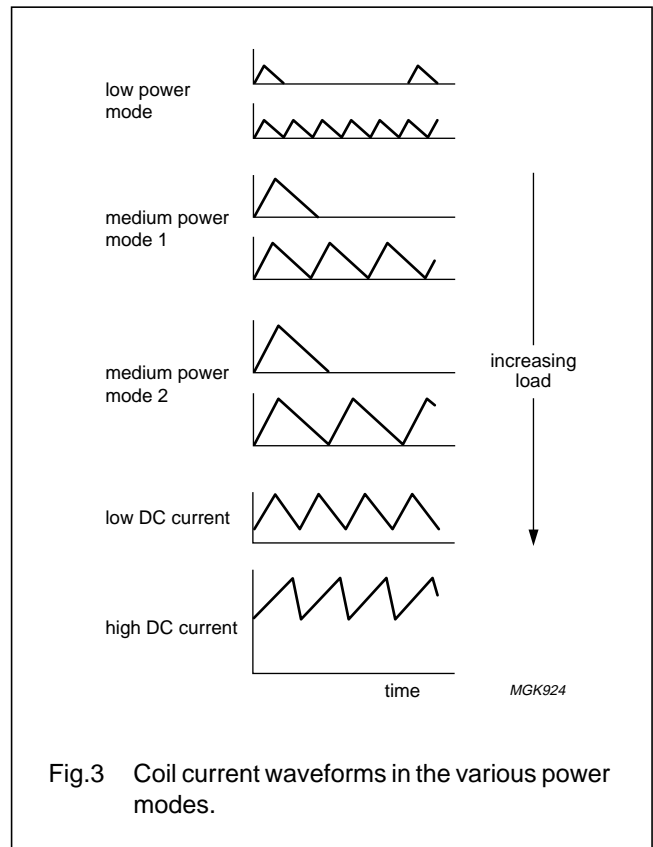 low power
mode
medium power
mode 1
medium power
mode 2
increasing
load
low DC current
high DC current
time
MGK924
Fig.3 Coil current waveforms in the various power
modes.